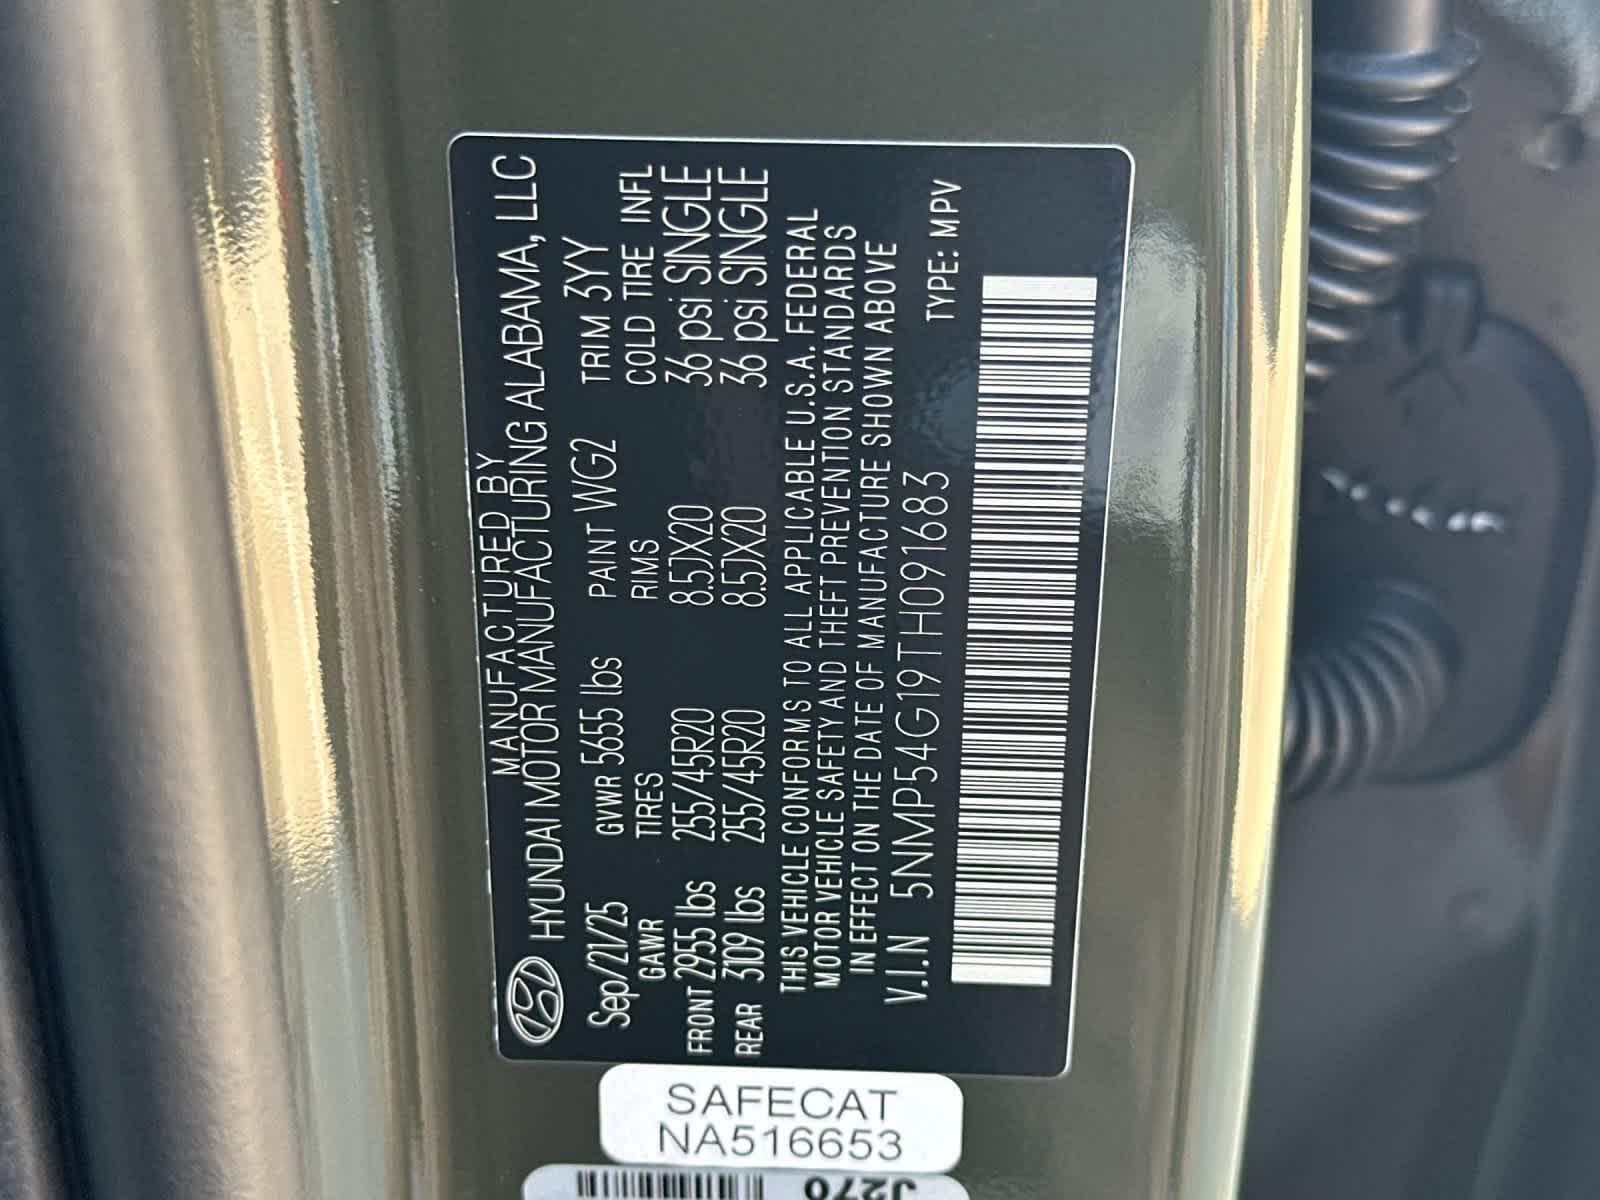 MANUFACTURED BY
HYUNDAI MOTOR MANUFACTURING ALABAMA, LLC
Sep/21/25 GVWR 5655 lbs PAINT WG2 TRIM 3YY
GAWR TIRES RIMS COLD TIRE INFL
FRONT 2955 lbs 255/45R20 8.5JX20 36 psi SINGLE
REAR 3109 lbs 255/45R20 8.5JX20 36 psi SINGLE
THIS VEHICLE CONFORMS TO ALL APPLICABLE U.S.A. FEDERAL
MOTOR VEHICLE SAFETY AND THEFT PREVENTION STANDARDS
IN EFFECT ON THE DATE OF MANUFACTURE SHOWN ABOVE
V.I.N 5NMP54G19TH091683 TYPE: MPV
SAFECAT
NA516653
J270